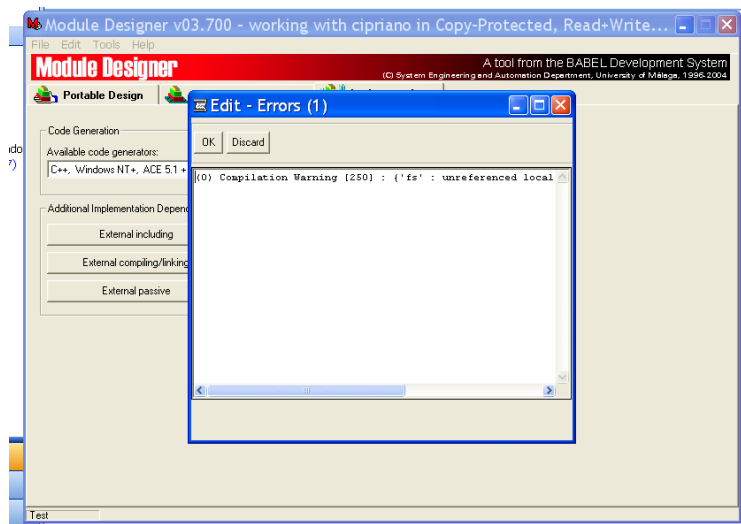 Module Designer v03.700 - working with cipriano in Copy-Protected, Read+Write...
File Edit Tools Help
Module Designer
A tool from the BABEL Development System
(C) System Engineering and Automation Department, University of Málaga, 1996-2004
Portable Design
Edit - Errors (1)
OK Discard
(0) Compilation Warning [250] : {'fs' : unreferenced local
Code Generation
Available code generators:
C++, Windows NT+, ACE 5.1 +
Additional Implementation Depen
External including
External compiling/linking
External passive
ndo
7)
Test